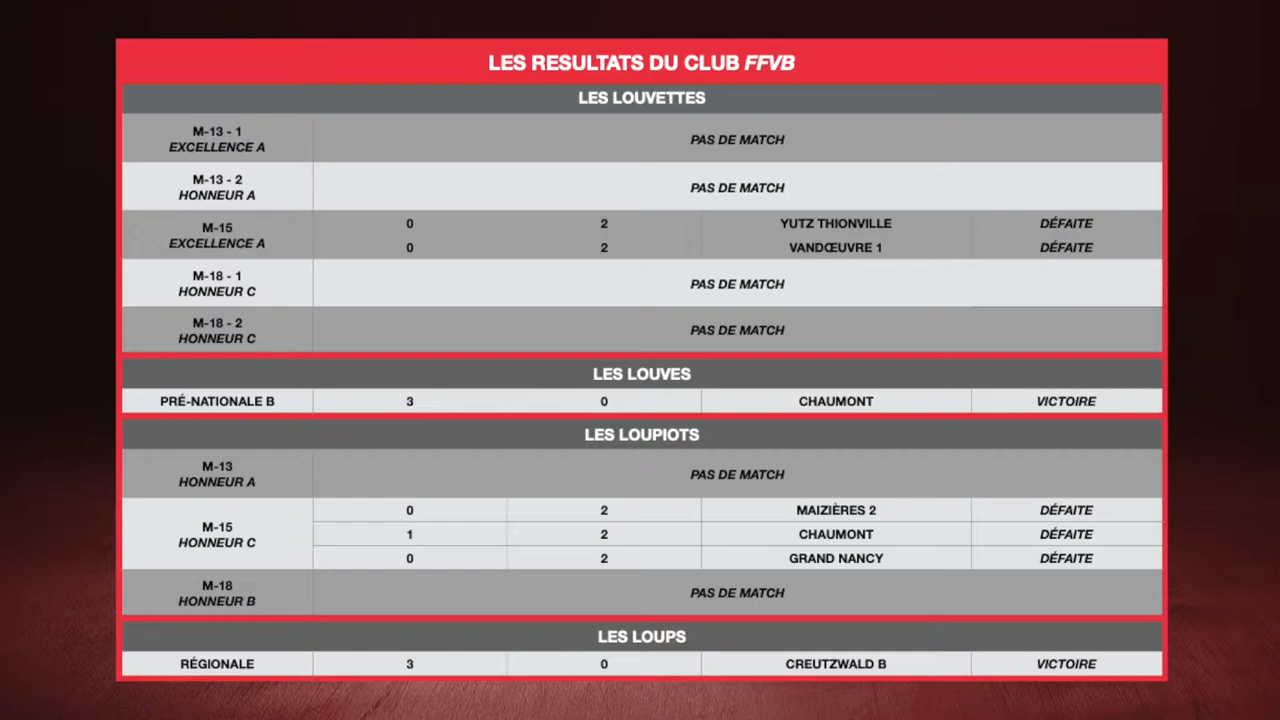 LES RESULTATS DU CLUB FFVB
LES LOUVETTES
M-13 - 1
EXCELLENCE A
PAS DE MATCH
M-13 - 2
HONNEUR A
PAS DE MATCH
M-15
EXCELLENCE A
0 2 YUTZ THIONVILLE DÉFAITE
0 2 VANDŒUVRE 1 DÉFAITE
M-18 - 1
HONNEUR C
PAS DE MATCH
M-18 - 2
HONNEUR C
PAS DE MATCH
LES LOUVES
PRÉ-NATIONALE B 3 0 CHAUMONT VICTOIRE
LES LOUPIOTS
M-13
HONNEUR A
PAS DE MATCH
M-15
HONNEUR C
0 2 MAIZIÈRES 2 DÉFAITE
1 2 CHAUMONT DÉFAITE
0 2 GRAND NANCY DÉFAITE
M-18
HONNEUR B
PAS DE MATCH
LES LOUPS
RÉGIONALE 3 0 CREUTZWALD B VICTOIRE